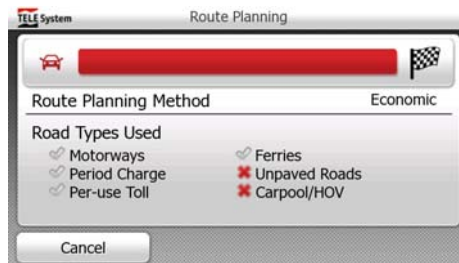 TELE System
Route Planning
Route Planning Method Economic
Road Types Used
Motorways Ferries
Period Charge Unpaved Roads
Per-use Toll Carpool/HOV
Cancel